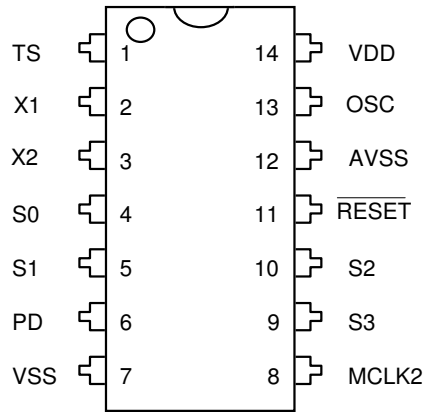 TS 1 14 VDD
X1 2 13 OSC
X2 3 12 AVSS
S0 4 11 RESET
S1 5 10 S2
PD 6 9 S3
VSS 7 8 MCLK2